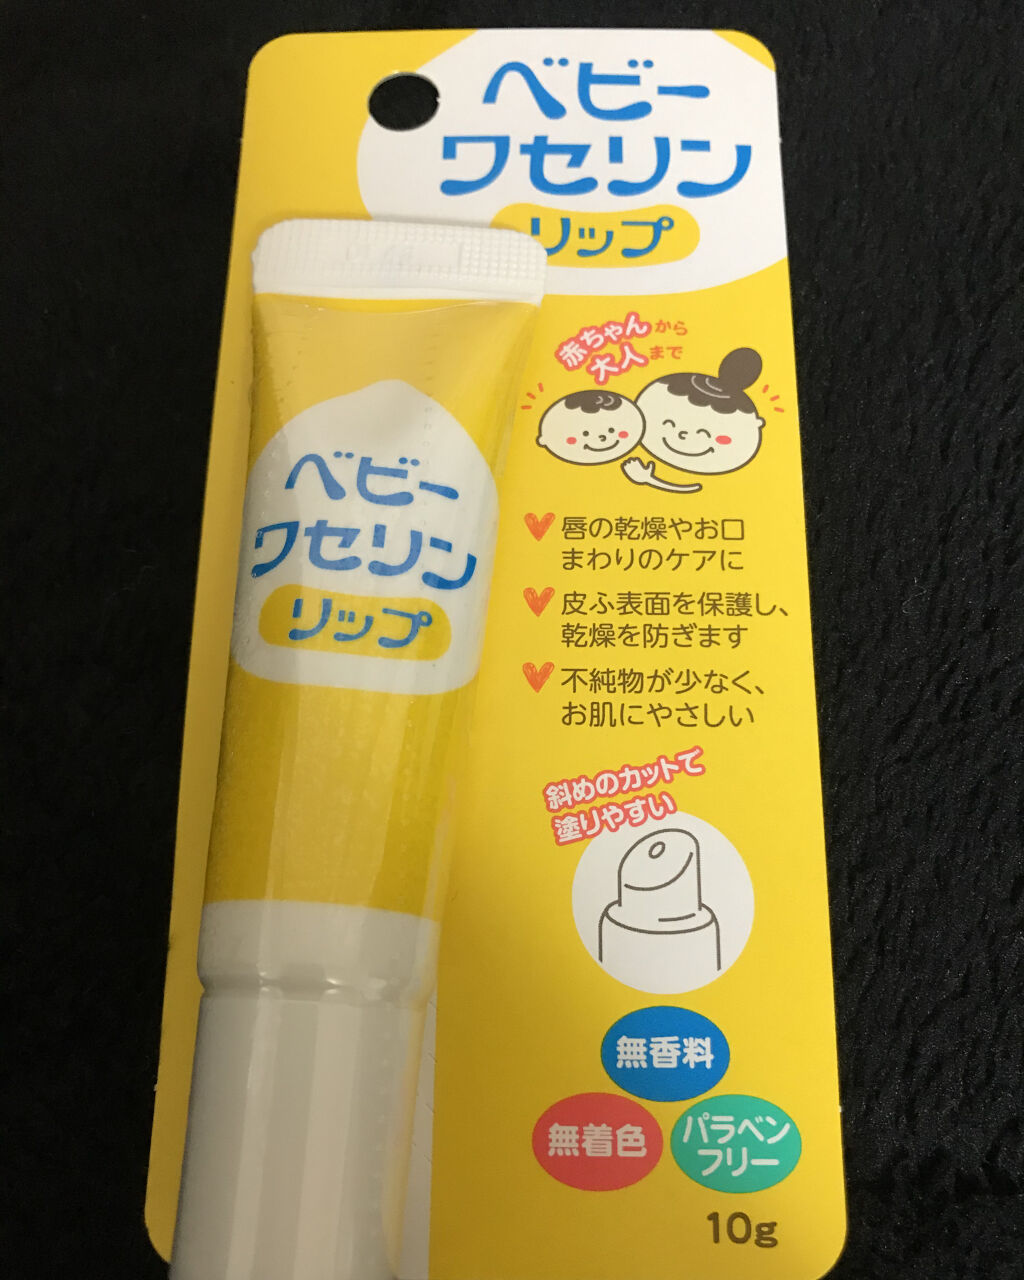 ベビー
ワセリン
リップ
赤ちゃんから
大人まで
ベビー
ワセリン
リップ
唇の乾燥やお口
まわりのケアに
皮ふ表面を保護し、
乾燥を防ぎます
不純物が少なく、
お肌にやさしい
斜めのカットで
塗りやすい
無香料
無着色
パラベン
フリー
10g